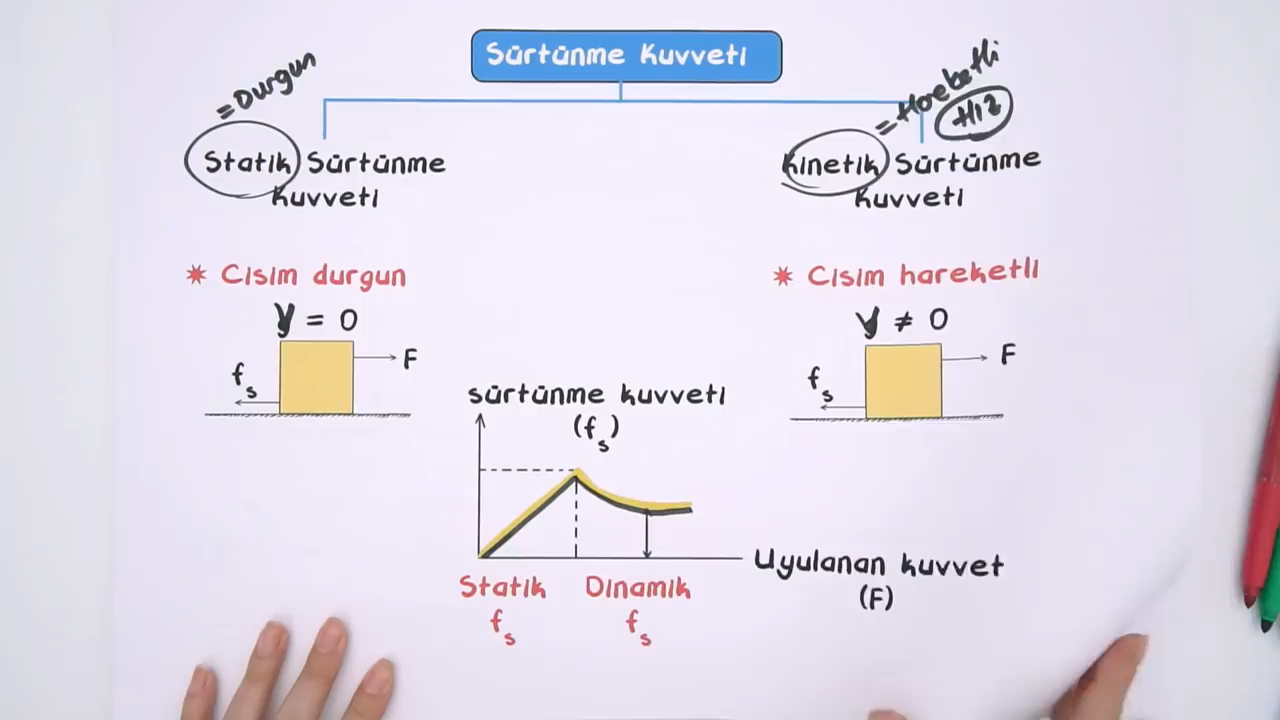 Sürtünme Kuvveti
= Durgun
= Hareketli
Hız
Statik Sürtünme
Kuvveti
Kinetik Sürtünme
Kuvveti
* Cisim durgun
V = 0
F
fs
* Cisim hareketli
V ≠ 0
F
fs
sürtünme kuvveti
(fs)
Uyulanan kuvvet
(F)
Statik
fs
Dinamik
fs